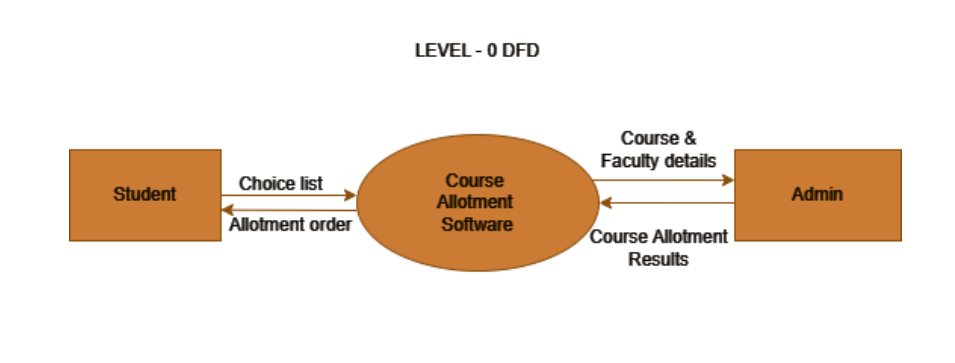 LEVEL - 0 DFD
Student
Choice list
Allotment order
Course
Allotment
Software
Course &
Faculty details
Course Allotment
Results
Admin